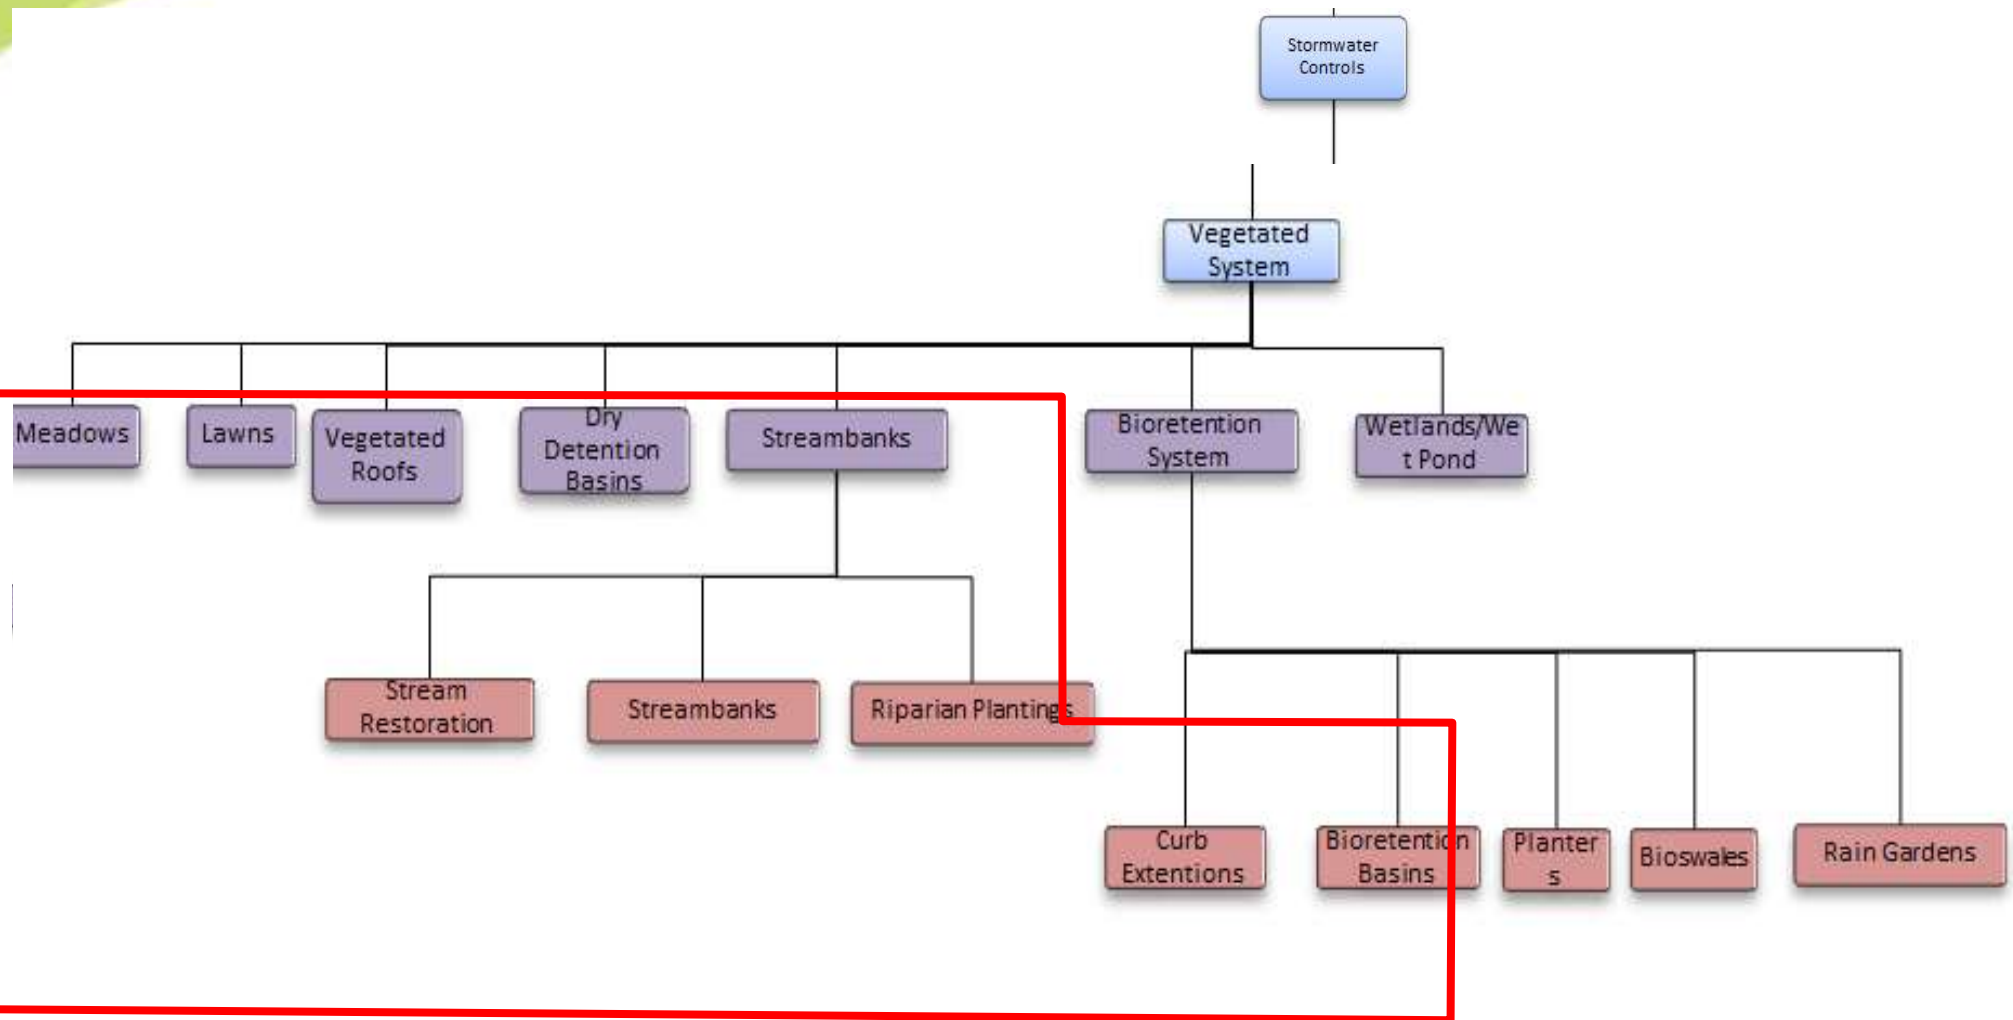 Stormwater
Controls
Vegetated
System
Meadows
Lawns
Vegetated
Roofs
Dry
Detention
Basins
Streambanks
Bioretention
System
Wetlands/We
t Pond
Stream
Restoration
Streambanks
Riparian Plantings
Curb
Extentions
Bioretention
Basins
Planter
s
Bioswales
Rain Gardens